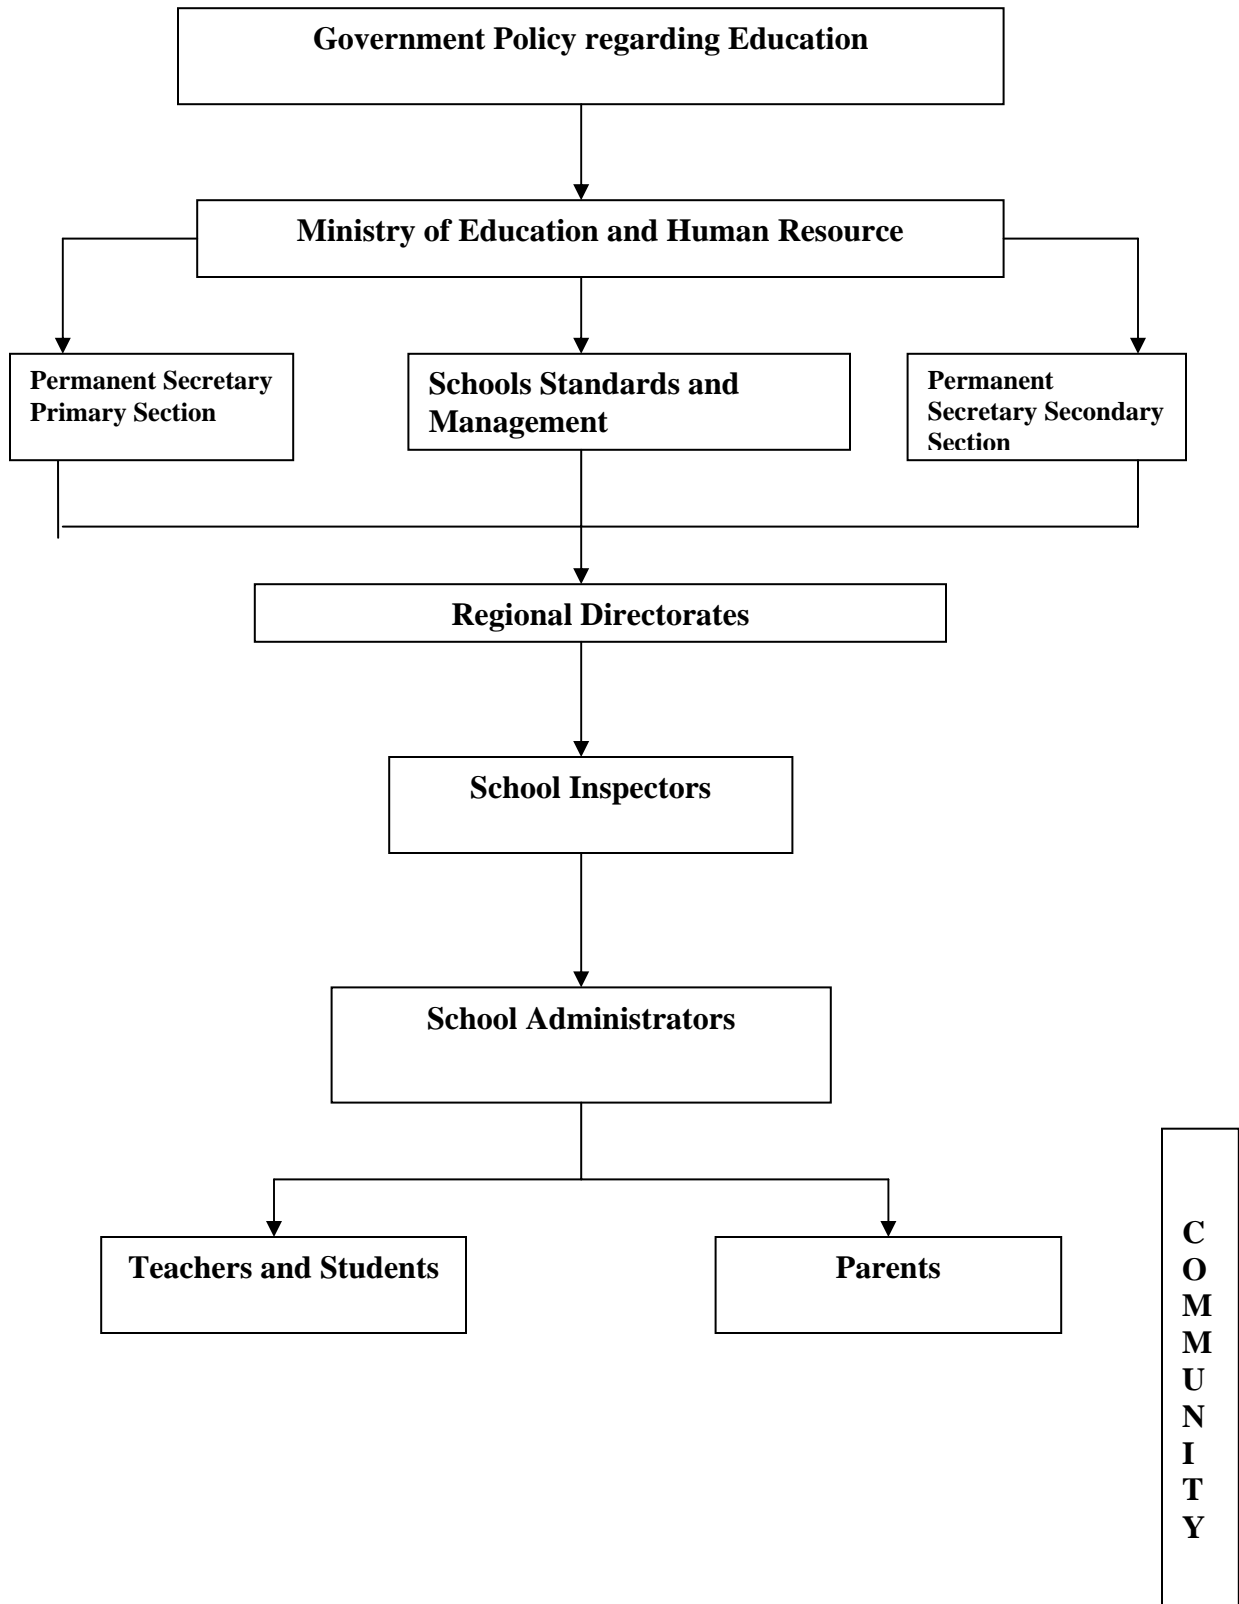 Government Policy regarding Education
Ministry of Education and Human Resource
Permanent Secretary
Primary Section
Schools Standards and
Management
Permanent
Secretary Secondary
Section
Regional Directorates
School Inspectors
School Administrators
Teachers and Students
Parents
C
O
M
M
U
N
I
T
Y